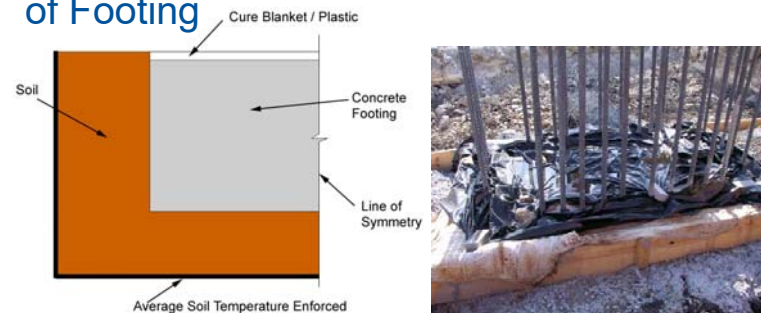 of Footing
Cure Blanket / Plastic
Soil
Concrete
Footing
Line of
Symmetry
Average Soil Temperature Enforced